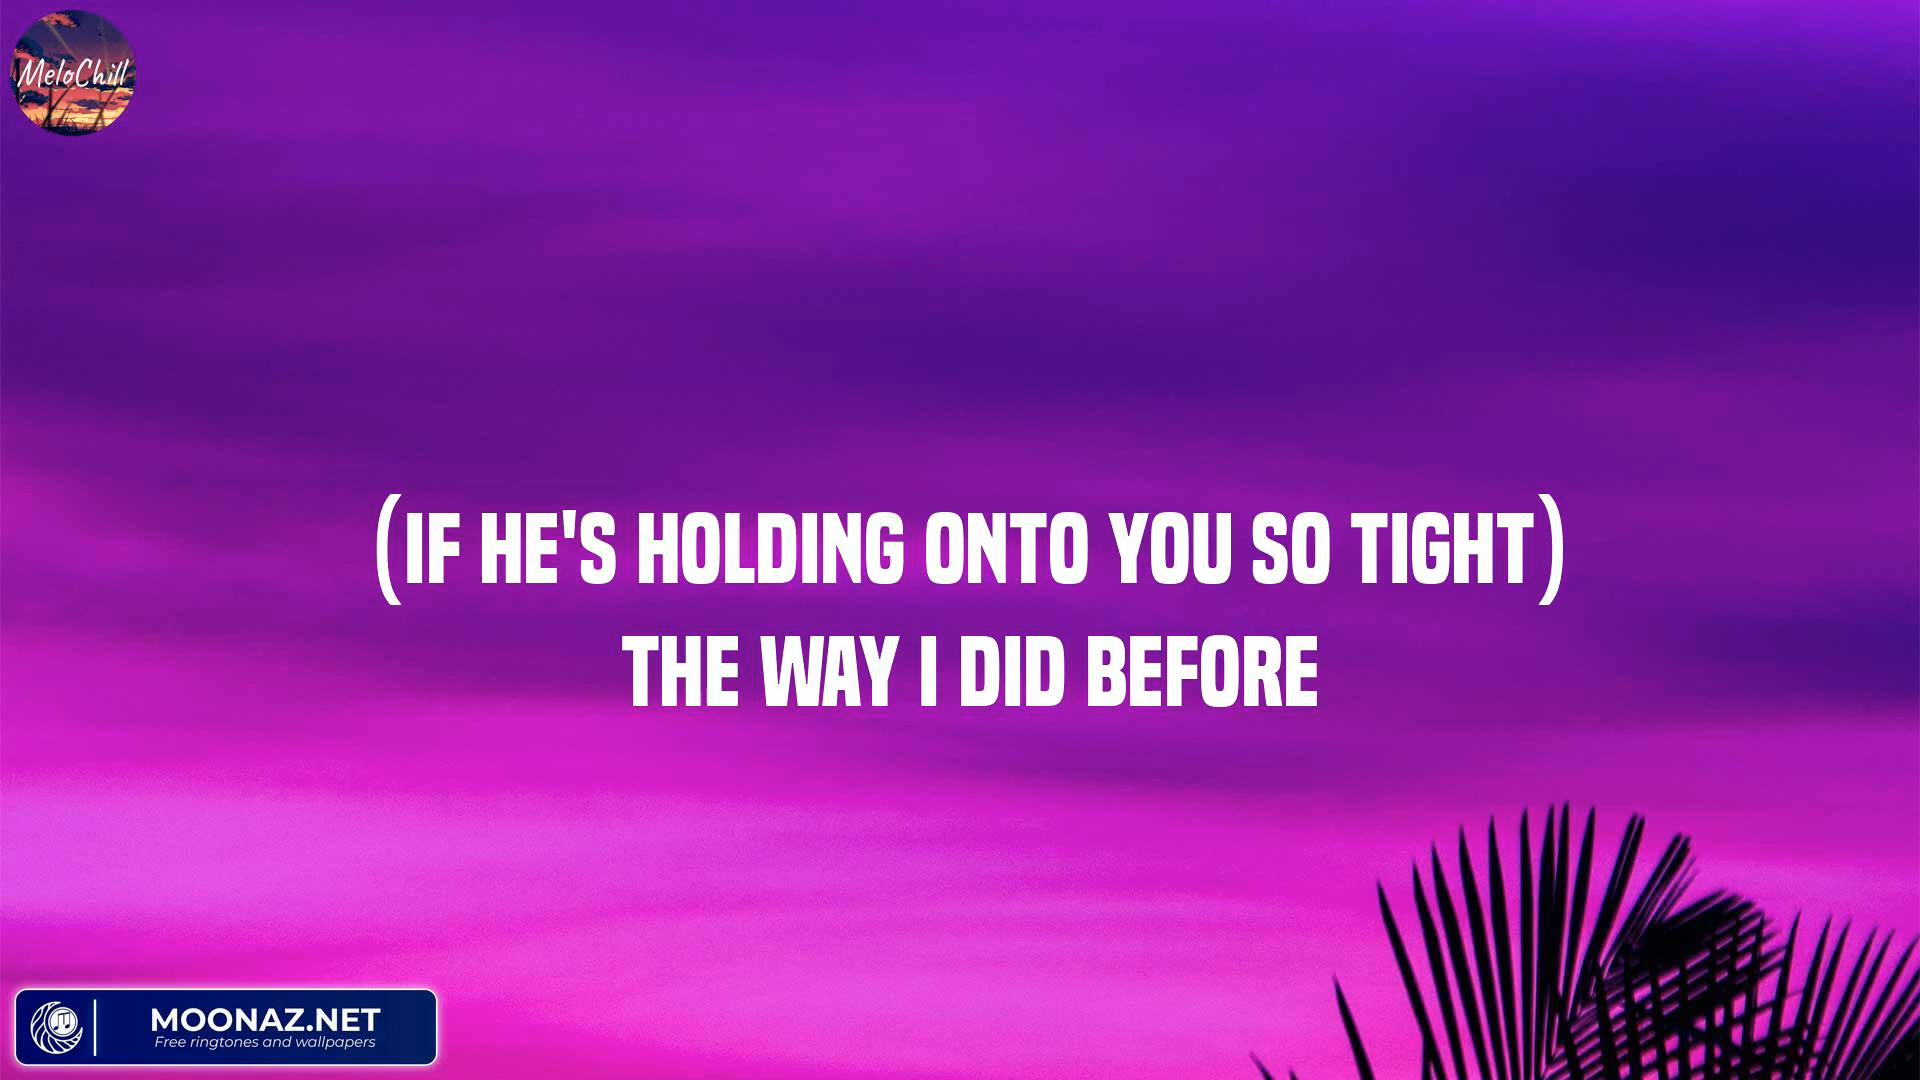 MeloChill
(IF HE'S HOLDING ONTO YOU SO TIGHT)
THE WAY I DID BEFORE
MOONAZ.NET
Free ringtones and wallpapers